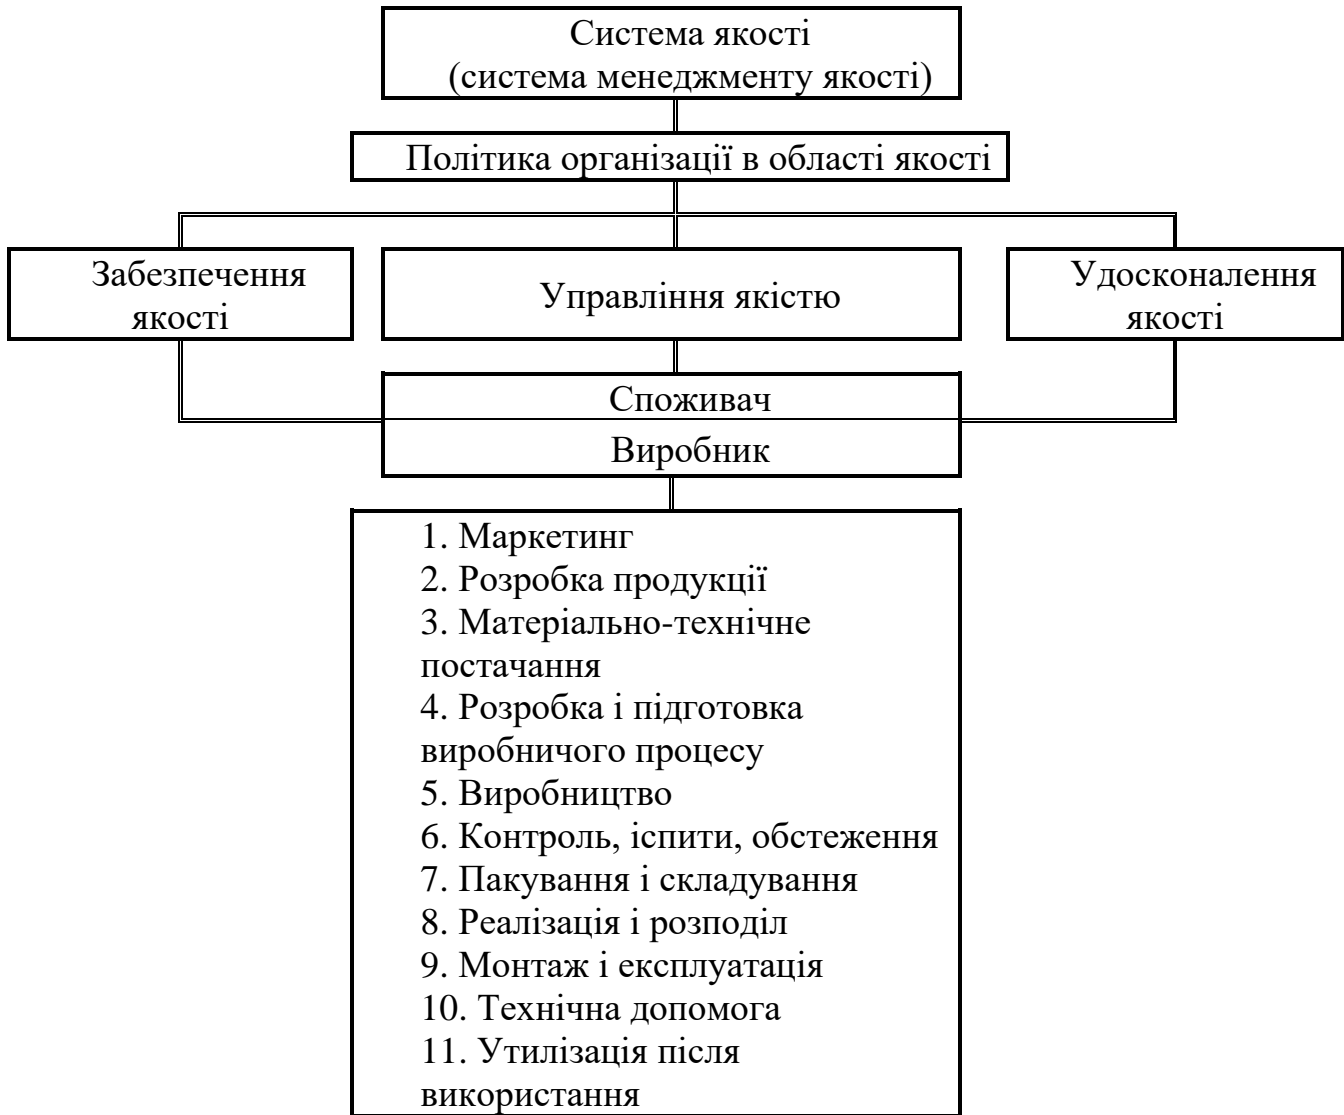 Система якості
(система менеджменту якості)
Політика організації в області якості
Забезпечення
якості
Управління якістю
Удосконалення
якості
Споживач
Виробник
1. Маркетинг
2. Розробка продукції
3. Матеріально-технічне
постачання
4. Розробка і підготовка
виробничого процесу
5. Виробництво
6. Контроль, іспити, обстеження
7. Пакування і складування
8. Реалізація і розподіл
9. Монтаж і експлуатація
10. Технічна допомога
11. Утилізація після
використання